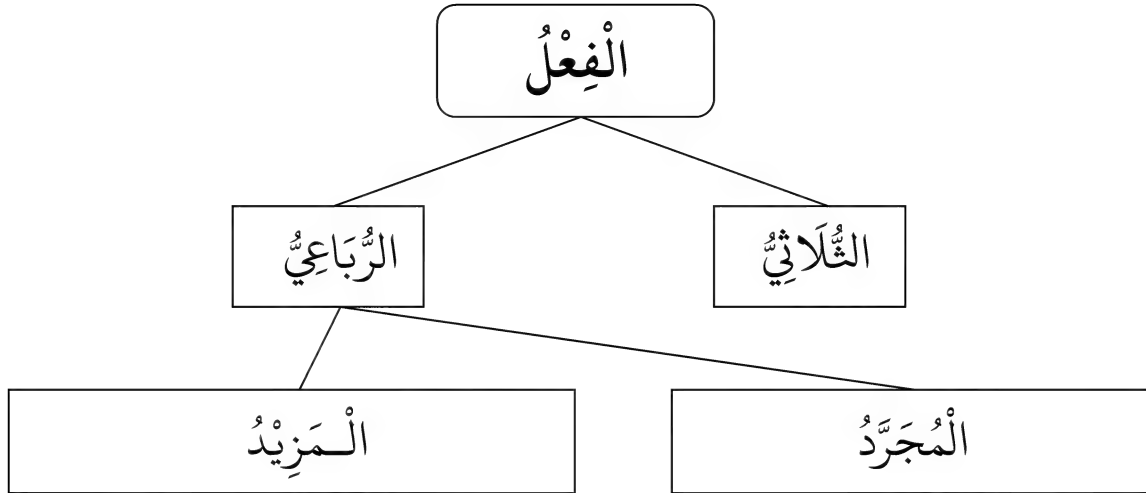 الْفِعْلُ
الثُّلَاثِيُّ
الرُّبَاعِيُّ
الْمُجَرَّدُ
الْـمَزِيْدُ